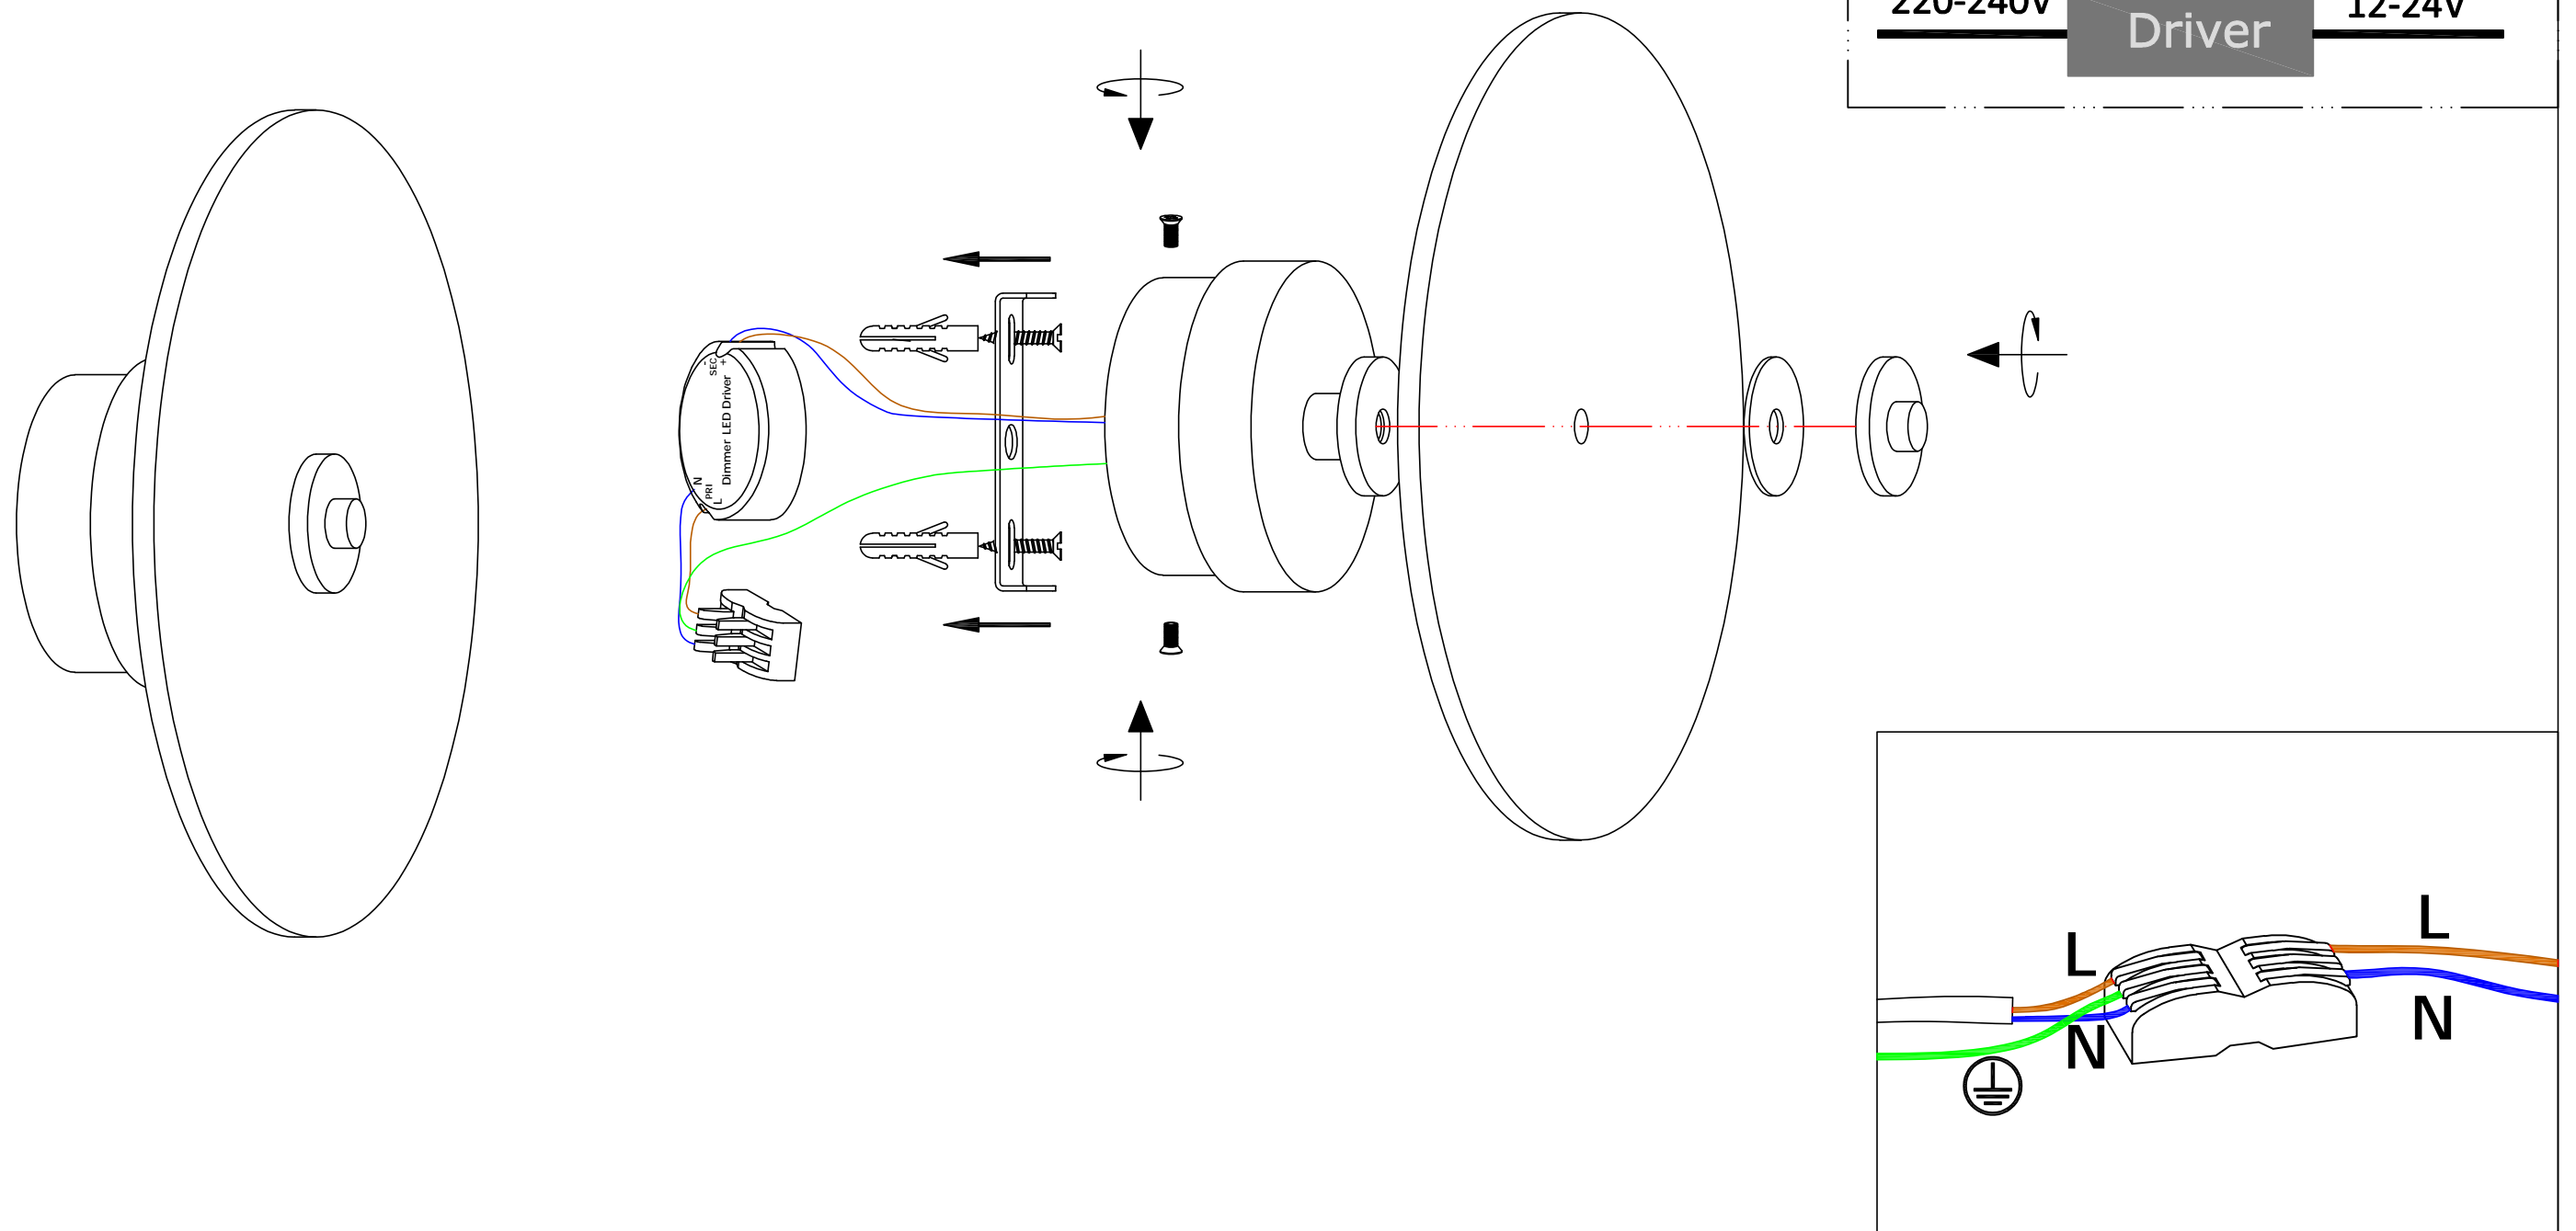 220-240V
12-24V
Driver
- SEC +
Dimmer LED Driver
N PRI L
L
L
N
N